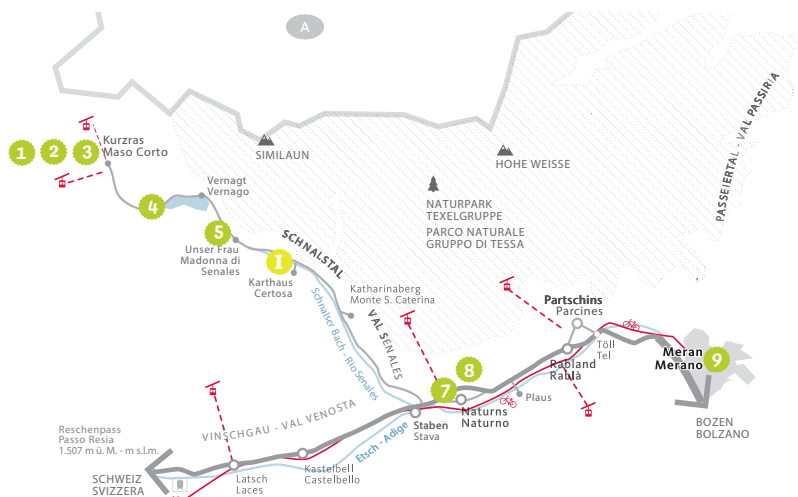 A
Kurzras
Maso Corto
1 2 3
SIMILAUN
HOHE WEISSE
PASSEIERTAL - VAL PASSIRIA
Vernagt
Vernago
4
NATURPARK
TEXELGRUPPE
PARCO NATURALE
GRUPPO DI TESSA
5
Unser Frau
Madonna di
Senales
SCHNALSTAL
I
Karthaus
Certosa
Katharinaberg
Monte S. Caterina
Schnalser Bach - Rio Senales
VAL SENALES
Partschins
Parcines
Töll
Tel
Meran
Merano
9
Rabland
Rablà
8
7
Plaus
Naturns
Naturno
Staben
Stava
BOZEN
BOLZANO
VINSCHGAU - VAL VENOSTA
Etsch - Adige
Reschenpass
Passo Resia
1.507 m ü. M. - m s.l.m.
Kastelbell
Castelbello
Latsch
Laces
SCHWEIZ
SVIZZERA